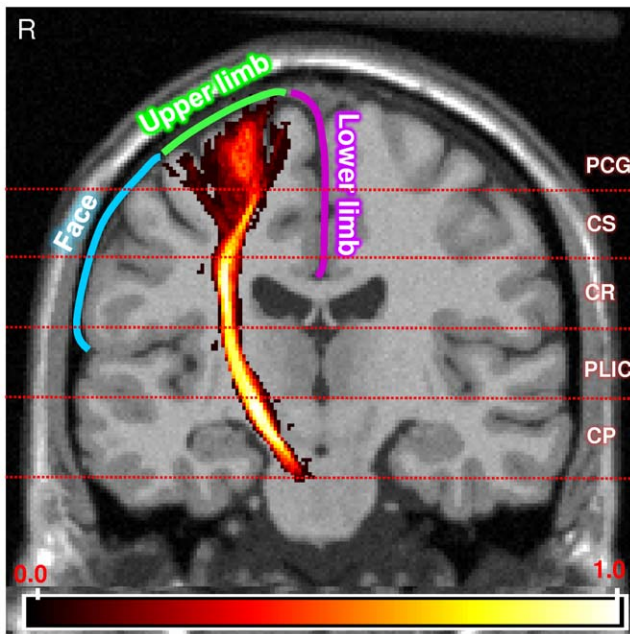 R
Upper limb
Lower limb
Face
PCG
CS
CR
PLIC
CP
0.0
1.0